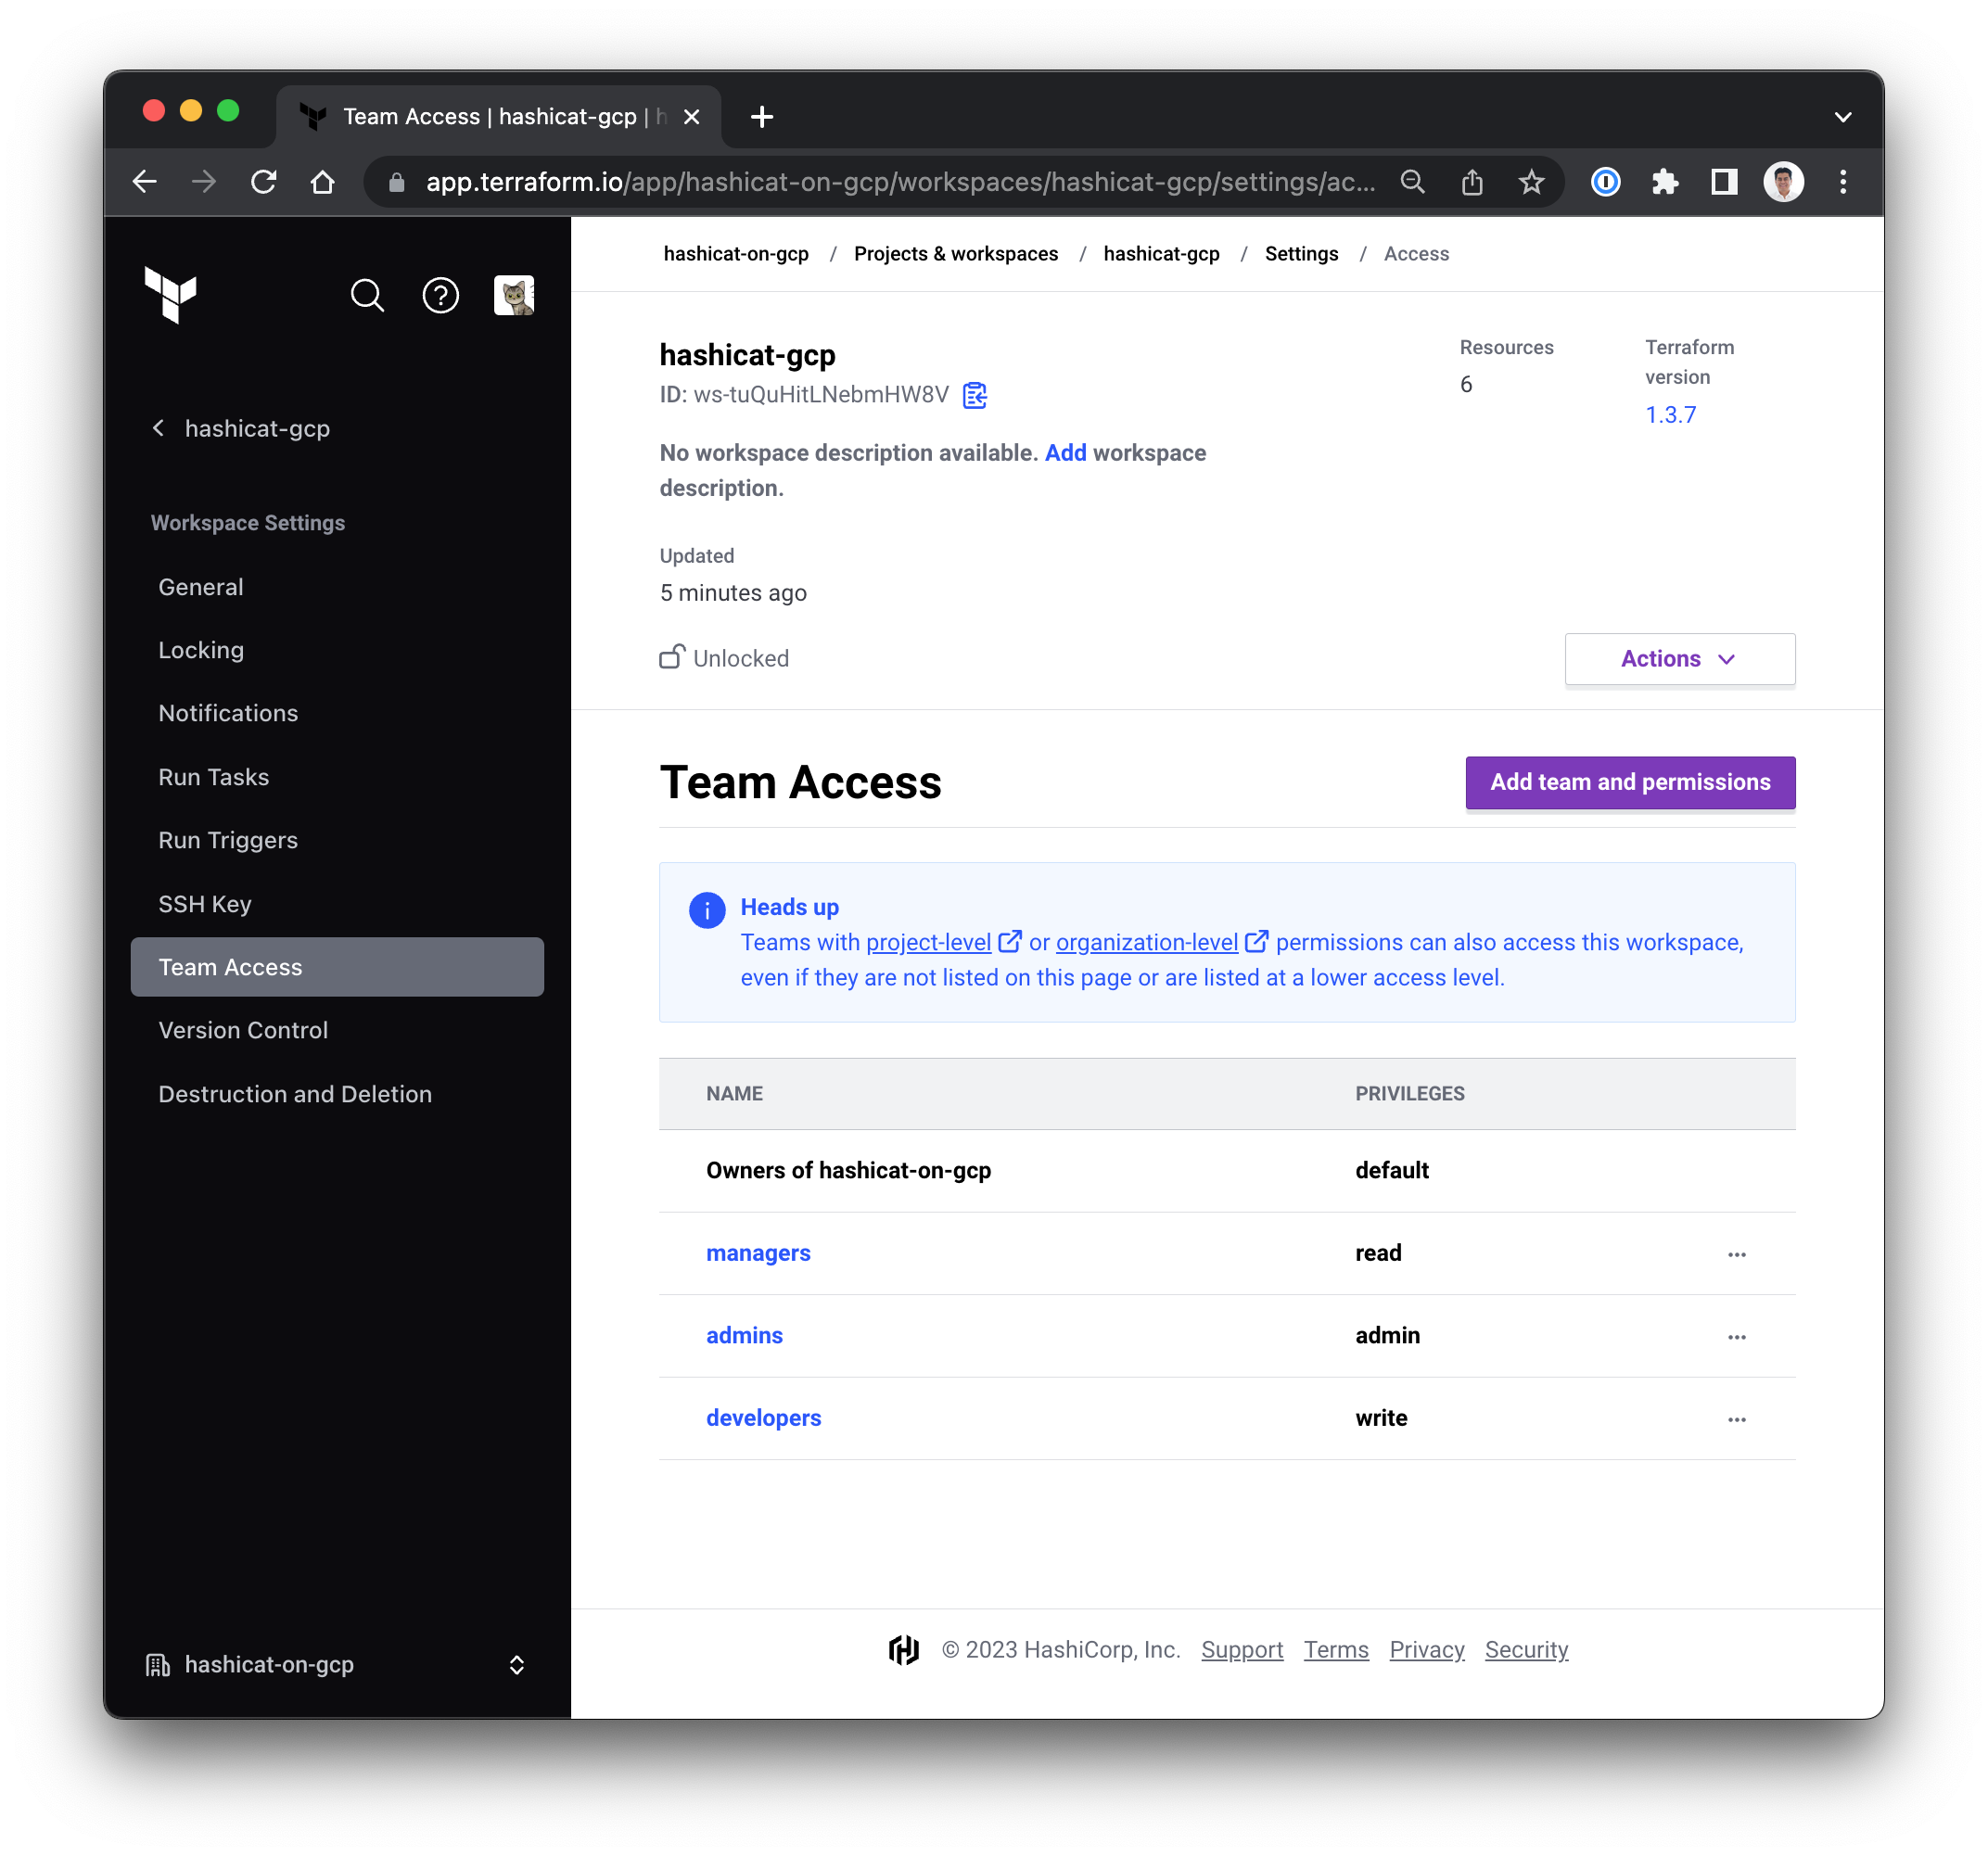 Team Access | hashicat-gcp | h
app.terraform.io/app/hashicat-on-gcp/workspaces/hashicat-gcp/settings/ac...
hashicat-gcp
Workspace Settings
General
Locking
Notifications
Run Tasks
Run Triggers
SSH Key
Team Access
Version Control
Destruction and Deletion
hashicat-on-gcp
hashicat-on-gcp / Projects & workspaces / hashicat-gcp / Settings / Access
hashicat-gcp
ID: ws-tuQuHitLNebmHW8V
No workspace description available. Add workspace
description.
Resources
6
Terraform
version
1.3.7
Updated
5 minutes ago
Unlocked
Actions
Team Access
Add team and permissions
Heads up
Teams with project-level or organization-level permissions can also access this workspace,
even if they are not listed on this page or are listed at a lower access level.
NAME PRIVILEGES
Owners of hashicat-on-gcp default
managers read
admins admin
developers write
© 2023 HashiCorp, Inc. Support Terms Privacy Security